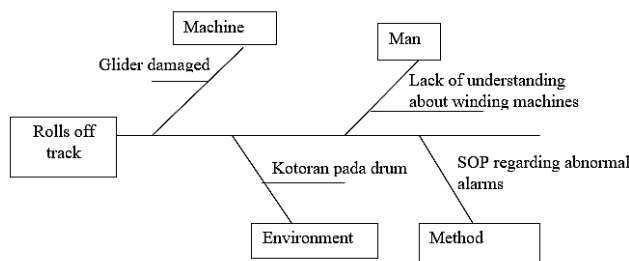 Machine
Man
Glider damaged
Lack of understanding
about winding machines
Rolls off
track
Kotoran pada drum
SOP regarding abnormal
alarms
Environment
Method